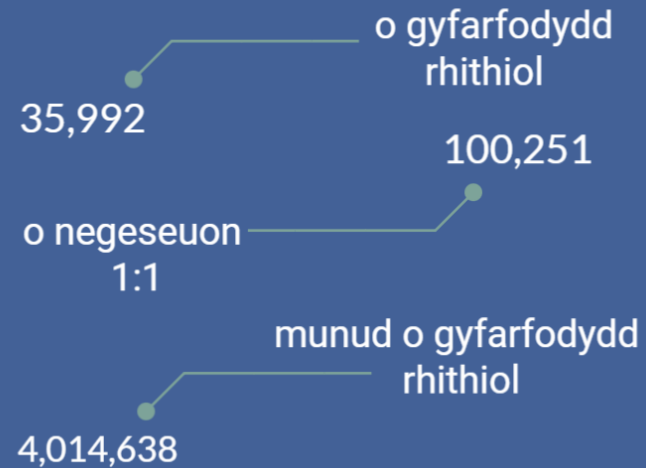 o gyfarfodydd
rhithiol
35,992
100,251
o negeseuon
1:1
munud o gyfarfodydd
rhithiol
4,014,638